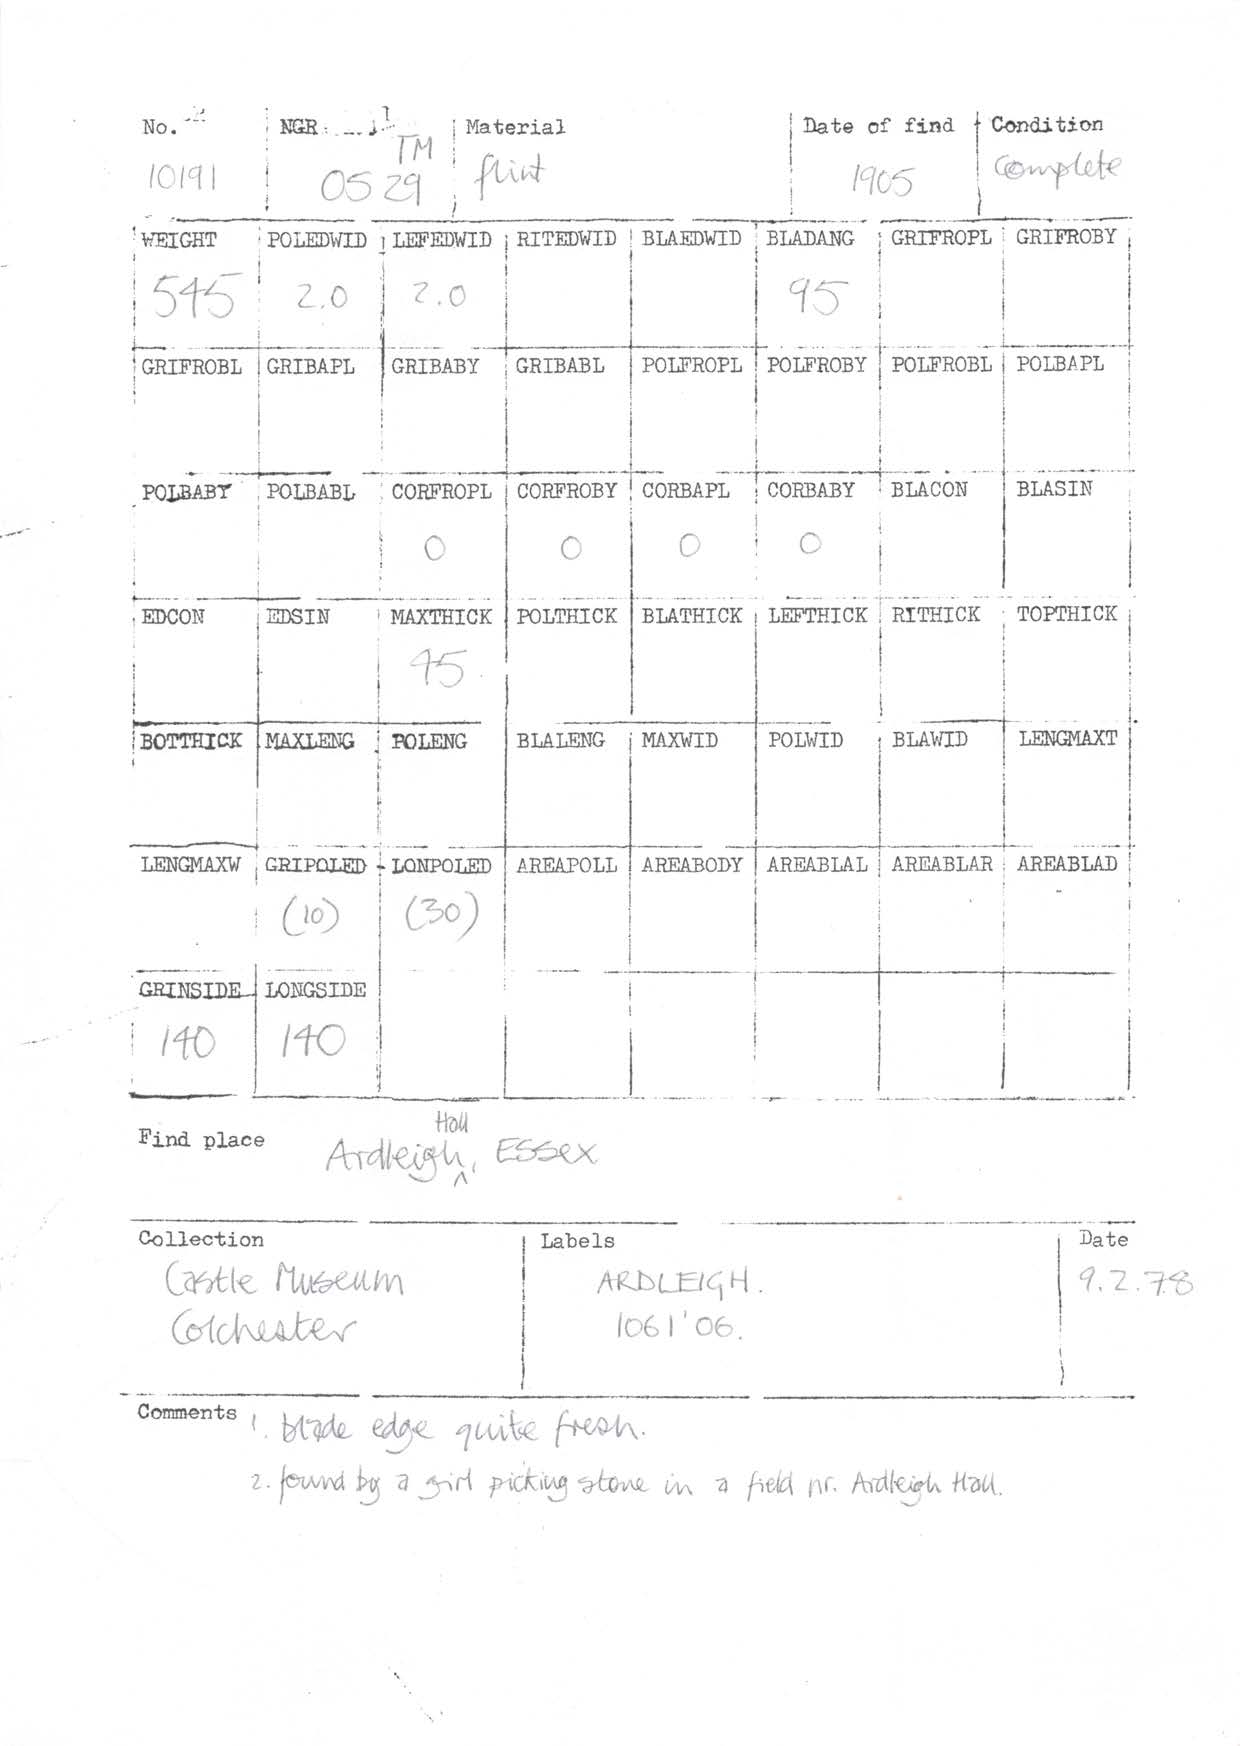 No. NGR Material Date of find Condition
10191 TM 05 29 flint 1905 Complete
WEIGHT POLEDWID LEFEDWID RITEDWID BLAEDWID BLADANG GRIFROPL GRIFROBY
545 2.0 2.0 95
GRIFROBL GRIBAPL GRIBABY GRIBABL POLFROPL POLFROBY POLFROBL POLBAPL
POLBABY POLBABL CORFROPL CORFROBY CORBAPL CORBABY BLACON BLASIN
0 0 0 0
EDCON EDSIN MAXTHICK POLTHICK BLATHICK LEFTHICK RITHICK TOPTHICK
45
BOTTHICK MAXLENG POLENG BLALENG MAXWID POLWID BLAWID LENGMAXT
LENGMAXW GRIPOLED LONPOLED AREAPOLL AREABODY AREABLAL AREABLAR AREABLAD
(10) (30)
GRINSIDE LONGSIDE
140 140
Find place Ardleigh Hall, Essex
Collection Labels Date
Castle Museum ARDLEIGH. 9.2.78
Colchester 1061'06.
Comments 1. blade edge quite fresh.
2. found by a girl picking stone in a field nr. Ardleigh Hall.